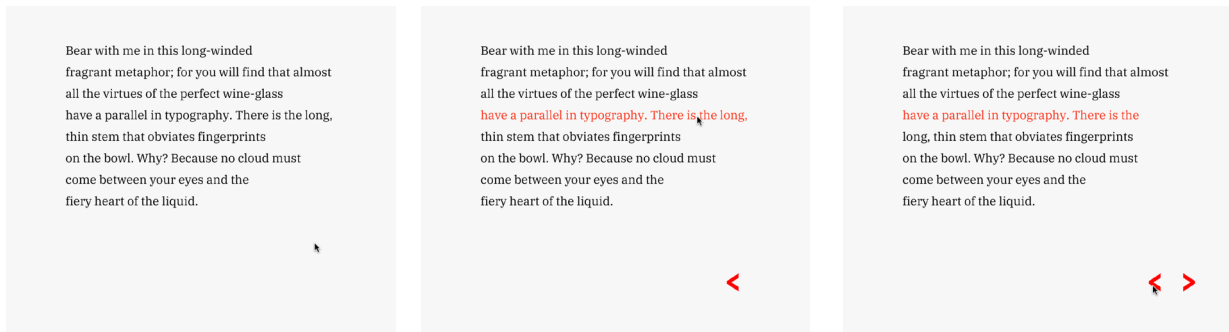 Bear with me in this long-winded
fragrant metaphor; for you will find that almost
all the virtues of the perfect wine-glass
have a parallel in typography. There is the long,
thin stem that obviates fingerprints
on the bowl. Why? Because no cloud must
come between your eyes and the
fiery heart of the liquid.
Bear with me in this long-winded
fragrant metaphor; for you will find that almost
all the virtues of the perfect wine-glass
have a parallel in typography. There is the long,
thin stem that obviates fingerprints
on the bowl. Why? Because no cloud must
come between your eyes and the
fiery heart of the liquid.
<
Bear with me in this long-winded
fragrant metaphor; for you will find that almost
all the virtues of the perfect wine-glass
have a parallel in typography. There is the
long, thin stem that obviates fingerprints
on the bowl. Why? Because no cloud must
come between your eyes and the
fiery heart of the liquid.
< >